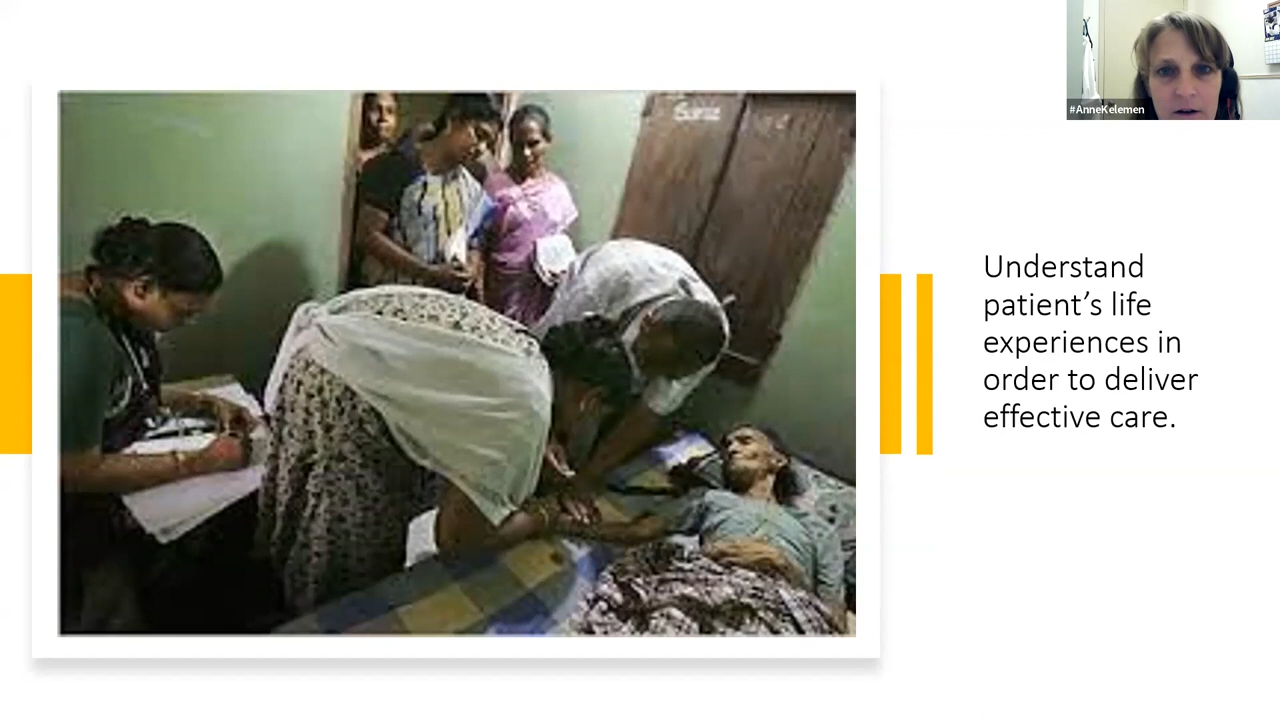 #AnneKelemen
Understand
patient’s life
experiences in
order to deliver
effective care.